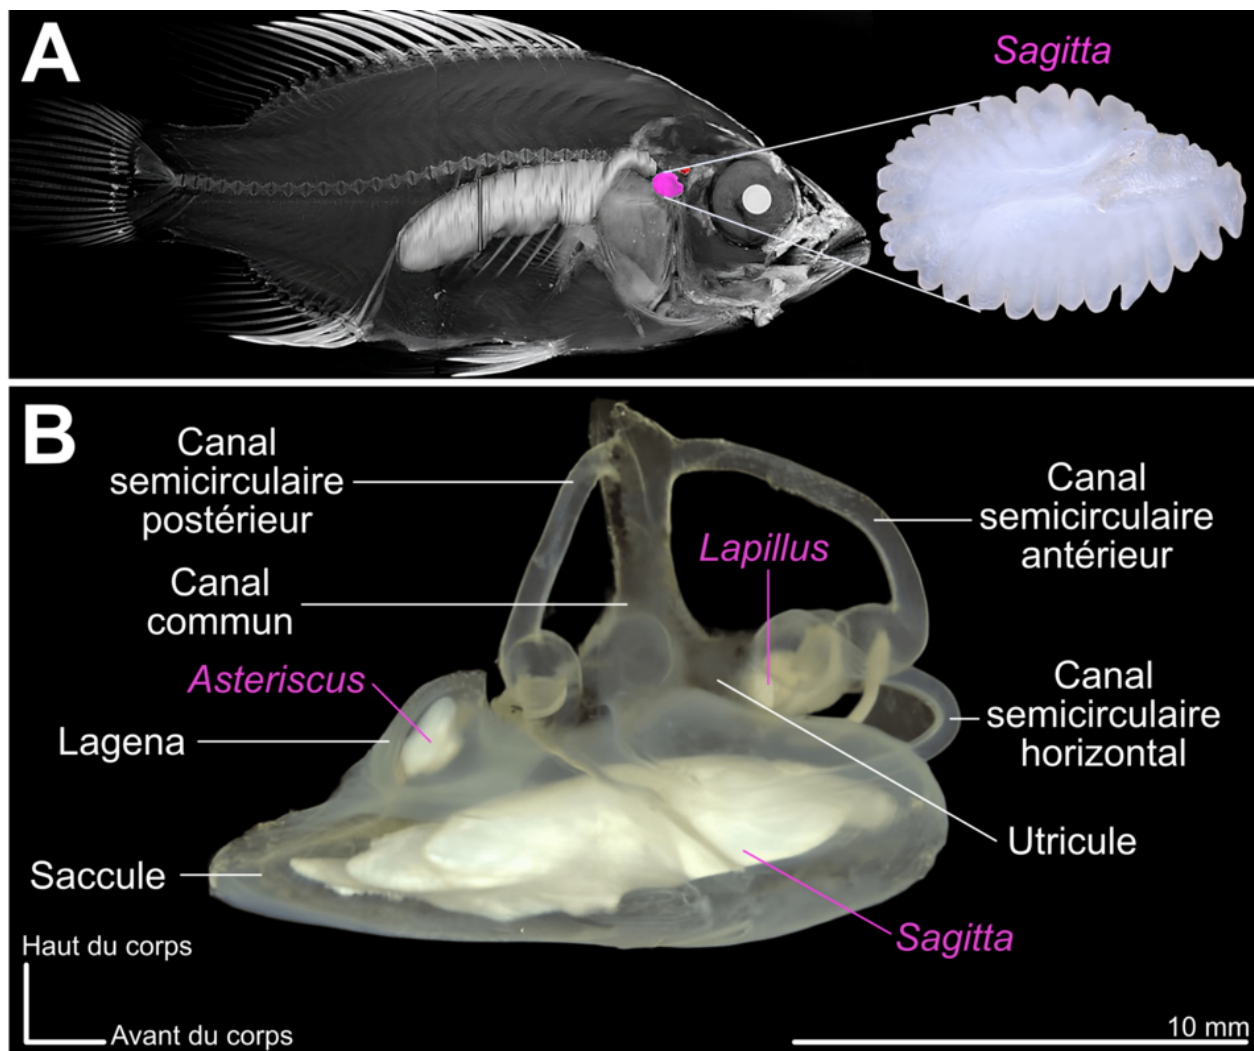 A
Sagitta
B
Canal
semicirculaire
postérieur
Canal
semicirculaire
antérieur
Lapillus
Canal
commun
Asteriscus
Lagena
Canal
semicirculaire
horizontal
Utricule
Saccule
Sagitta
Haut du corps
Avant du corps
10 mm